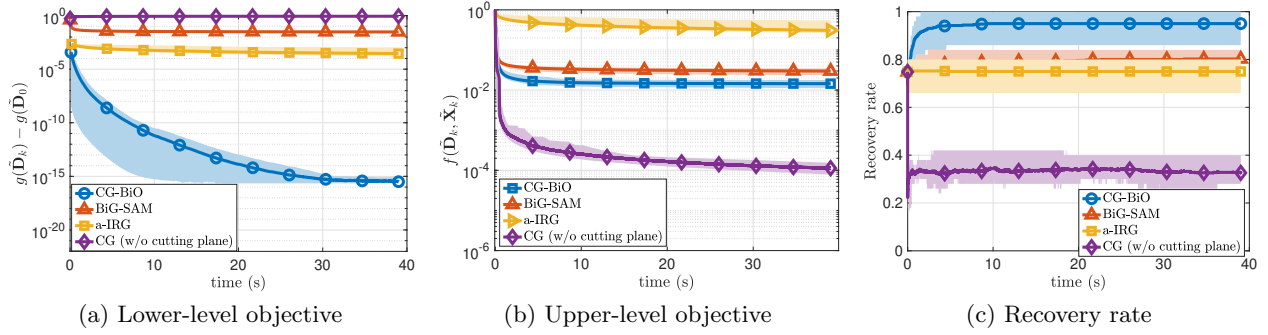 10^0
10^-5
10^-10
10^-15
10^-20
g(D̃_k) − g(D̃_0)
CG-BiO
BiG-SAM
a-IRG
CG (w/o cutting plane)
0 10 20 30 40
time (s)
(a) Lower-level objective
10^0
10^-2
10^-4
10^-6
f(D̃_k, X̃_k)
CG-BiO
BiG-SAM
a-IRG
CG (w/o cutting plane)
0 10 20 30
time (s)
(b) Upper-level objective
1
0.8
0.6
0.4
0.2
0
Recovery rate
CG-BiO
BiG-SAM
a-IRG
CG (w/o cutting plane)
0 10 20 30 40
time (s)
(c) Recovery rate